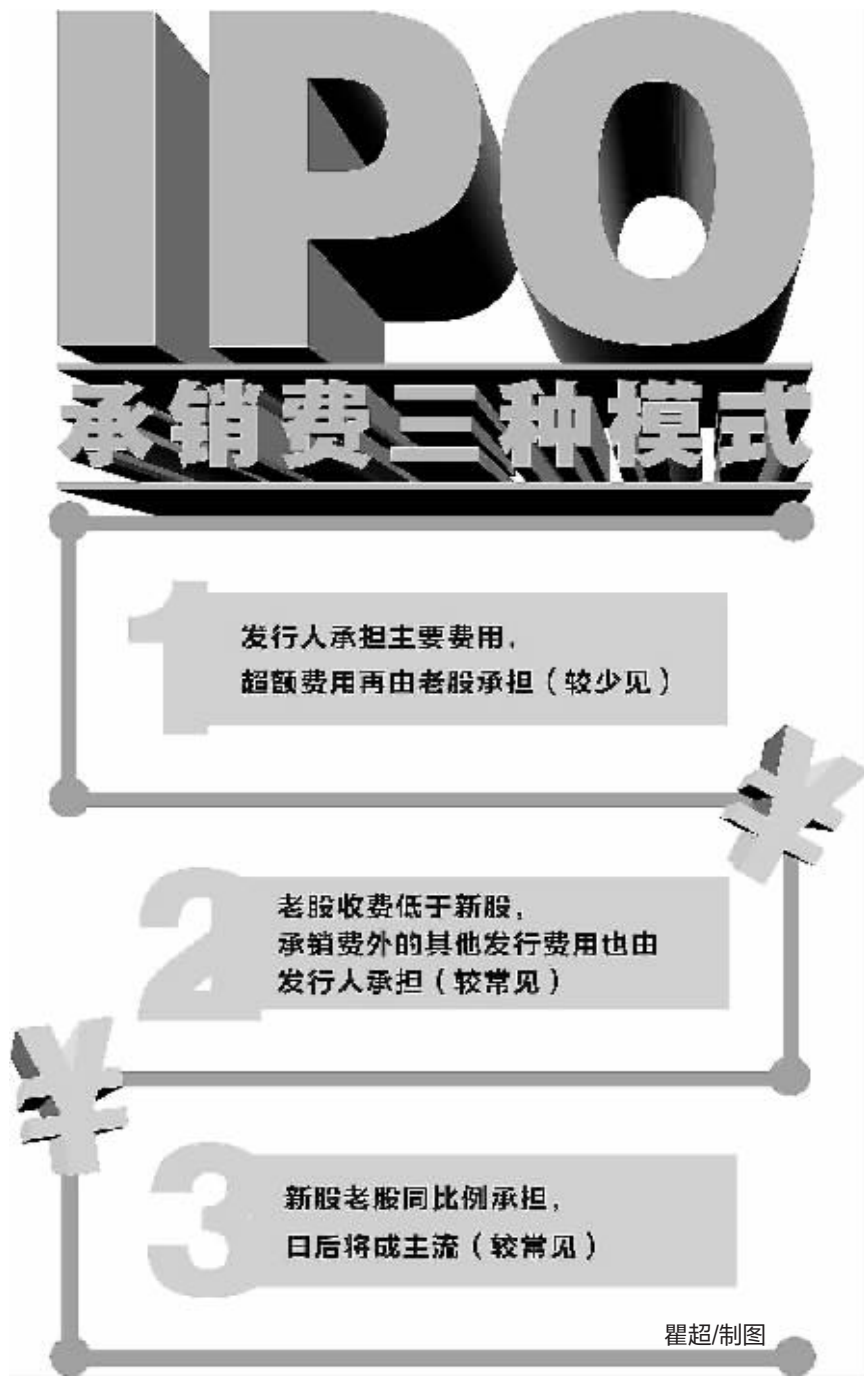 IPO
承销费三种模式
1
发行人承担主要费用，
超额费用再由老股承担（较少见）
2
老股收费低于新股，
承销费外的其他发行费用也由
发行人承担（较常见）
3
新股老股同比例承担，
日后将成主流（较常见）
瞿超/制图